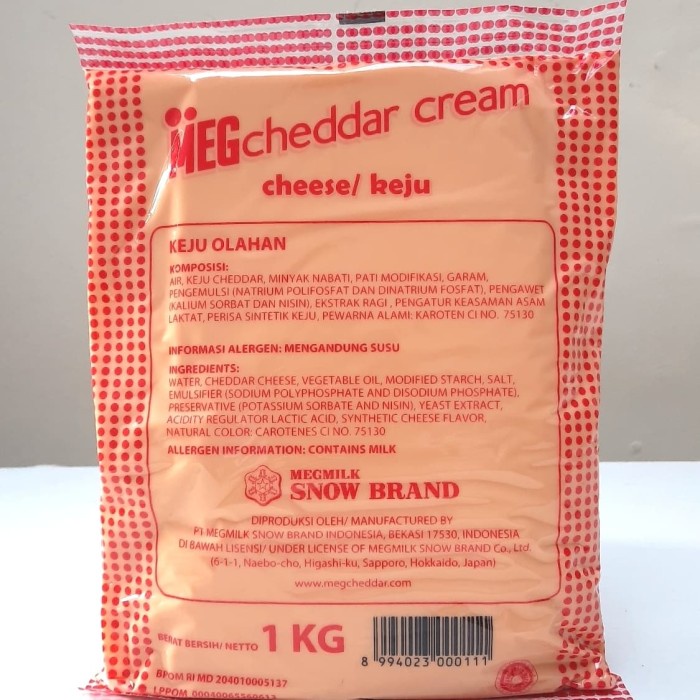 MEGcheddar cream
cheese/ keju
KEJU OLAHAN
KOMPOSISI:
AIR, KEJU CHEDDAR, MINYAK NABATI, PATI MODIFIKASI, GARAM,
PENGEMULSI (NATRIUM POLIFOSFAT DAN DINATRIUM FOSFAT), PENGAWET
(KALIUM SORBAT DAN NISIN), EKSTRAK RAGI , PENGATUR KEASAMAN ASAM
LAKTAT, PERISA SINTETIK KEJU, PEWARNA ALAMI: KAROTEN CI NO. 75130
INFORMASI ALERGEN: MENGANDUNG SUSU
INGREDIENTS:
WATER, CHEDDAR CHEESE, VEGETABLE OIL, MODIFIED STARCH, SALT,
EMULSIFIER (SODIUM POLYPHOSPHATE AND DISODIUM PHOSPHATE),
PRESERVATIVE (POTASSIUM SORBATE AND NISIN), YEAST EXTRACT,
ACIDITY REGULATOR LACTIC ACID, SYNTHETIC CHEESE FLAVOR,
NATURAL COLOR: CAROTENES CI NO. 75130
ALLERGEN INFORMATION: CONTAINS MILK
MEGMILK
SNOW BRAND
DIPRODUKSI OLEH/ MANUFACTURED BY
PT MEGMILK SNOW BRAND INDONESIA, BEKASI 17530, INDONESIA
DI BAWAH LISENSI/ UNDER LICENSE OF MEGMILK SNOW BRAND Co., Ltd.
(6-1-1, Naebo-cho, Higashi-ku, Sapporo, Hokkaido, Japan)
www.megcheddar.com
BERAT BERSIH/ NETTO 1 KG
8 994023 000111
BPOM RI MD 204010005137
LPPOM